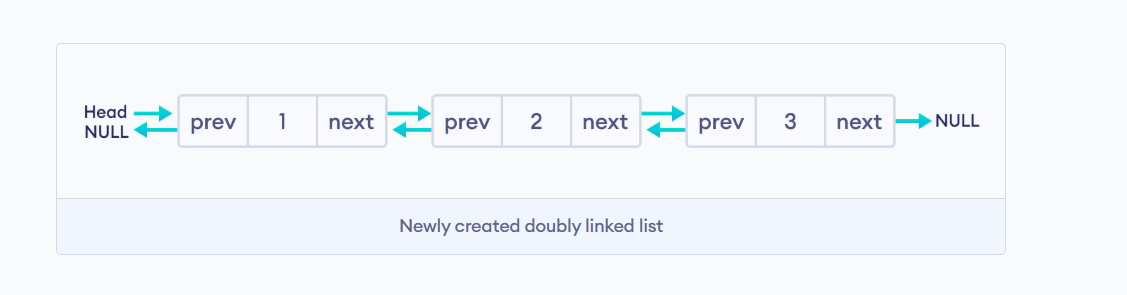 Head
NULL
prev 1 next prev 2 next prev 3 next NULL
Newly created doubly linked list